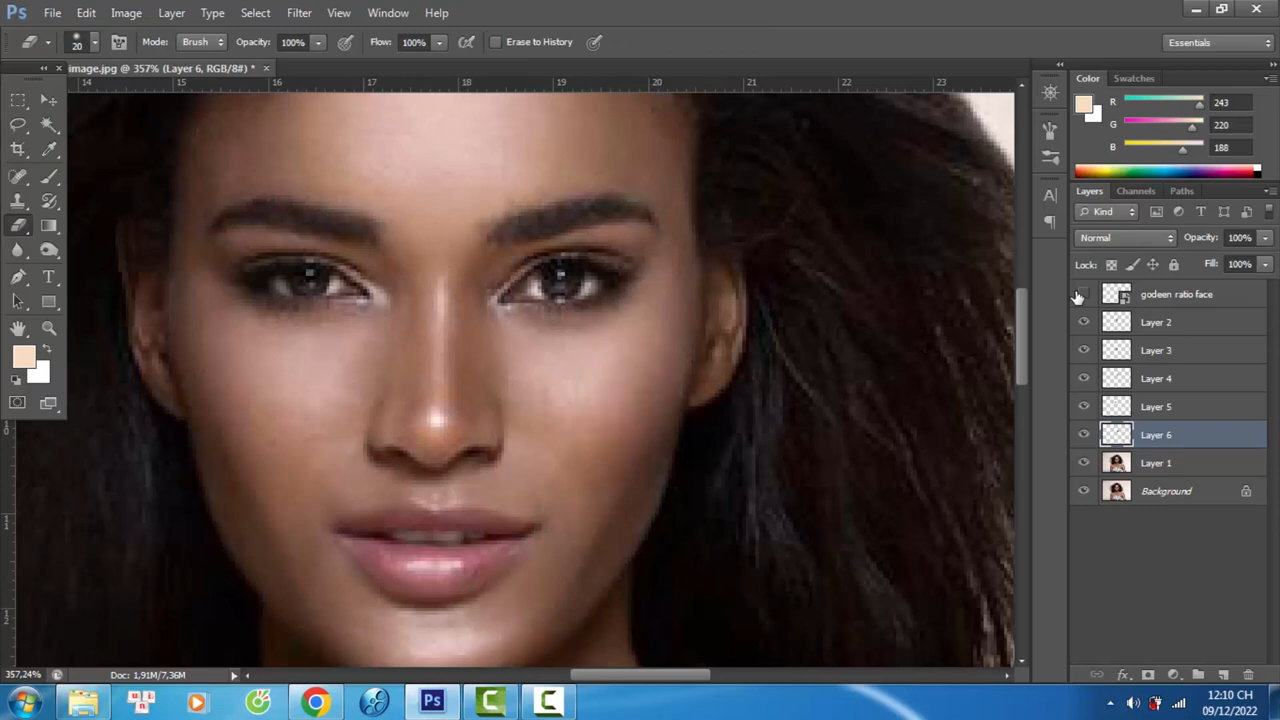 Ps File Edit Image Layer Type Select Filter View Window Help
20 Mode: Brush Opacity: 100% Flow: 100% Erase to History Essentials
image.jpg @ 357% (Layer 6, RGB/8#) * ×
14 15 16 17 18 19 20 21 22 23
Color Swatches
R 243
G 220
B 188
Layers Channels Paths
Kind
Normal Opacity: 100%
Lock: Fill: 100%
godeen ratio face
Layer 2
Layer 3
Layer 4
Layer 5
Layer 6
Layer 1
Background
357,24% Doc: 1,91M/7,36M
12:10 CH
09/12/2022